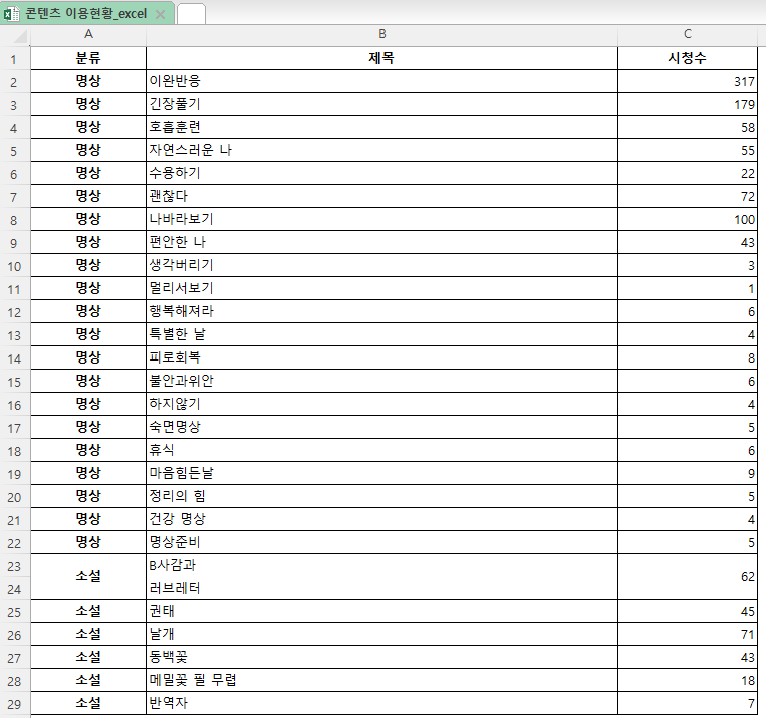 콘텐츠 이용현황_excel
A B C
1 분류 제목 시청수
2 명상 이완반응 317
3 명상 긴장풀기 179
4 명상 호흡훈련 58
5 명상 자연스러운 나 55
6 명상 수용하기 22
7 명상 괜찮다 72
8 명상 나바라보기 100
9 명상 편안한 나 43
10 명상 생각버리기 3
11 명상 멀리서보기 1
12 명상 행복해져라 6
13 명상 특별한 날 4
14 명상 피로회복 8
15 명상 불안과위안 6
16 명상 하지않기 4
17 명상 숙면명상 5
18 명상 휴식 6
19 명상 마음힘든날 9
20 명상 정리의 힘 5
21 명상 건강 명상 4
22 명상 명상준비 5
23 소설 B사감과 62
24 러브레터
25 소설 권태 45
26 소설 날개 71
27 소설 동백꽃 43
28 소설 메밀꽃 필 무렵 18
29 소설 반역자 7